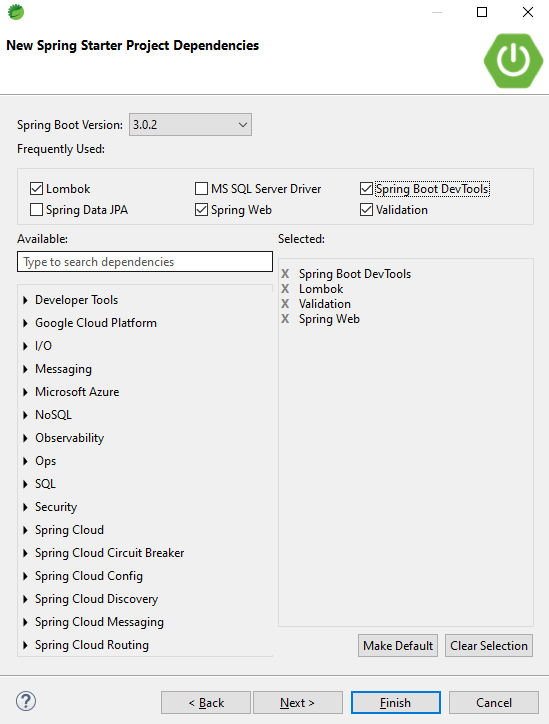 New Spring Starter Project Dependencies
Spring Boot Version: 3.0.2
Frequently Used:
Lombok MS SQL Server Driver Spring Boot DevTools
Spring Data JPA Spring Web Validation
Available: Selected:
Type to search dependencies
X Spring Boot DevTools
X Lombok
X Validation
X Spring Web
Developer Tools
Google Cloud Platform
I/O
Messaging
Microsoft Azure
NoSQL
Observability
Ops
SQL
Security
Spring Cloud
Spring Cloud Circuit Breaker
Spring Cloud Config
Spring Cloud Discovery
Spring Cloud Messaging
Spring Cloud Routing
Make Default Clear Selection
? < Back Next > Finish Cancel